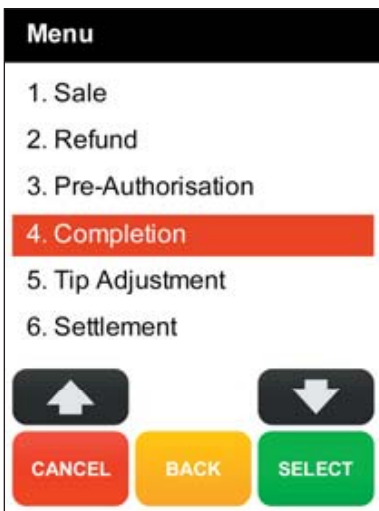 Menu
1. Sale
2. Refund
3. Pre-Authorisation
4. Completion
5. Tip Adjustment
6. Settlement
CANCEL BACK SELECT